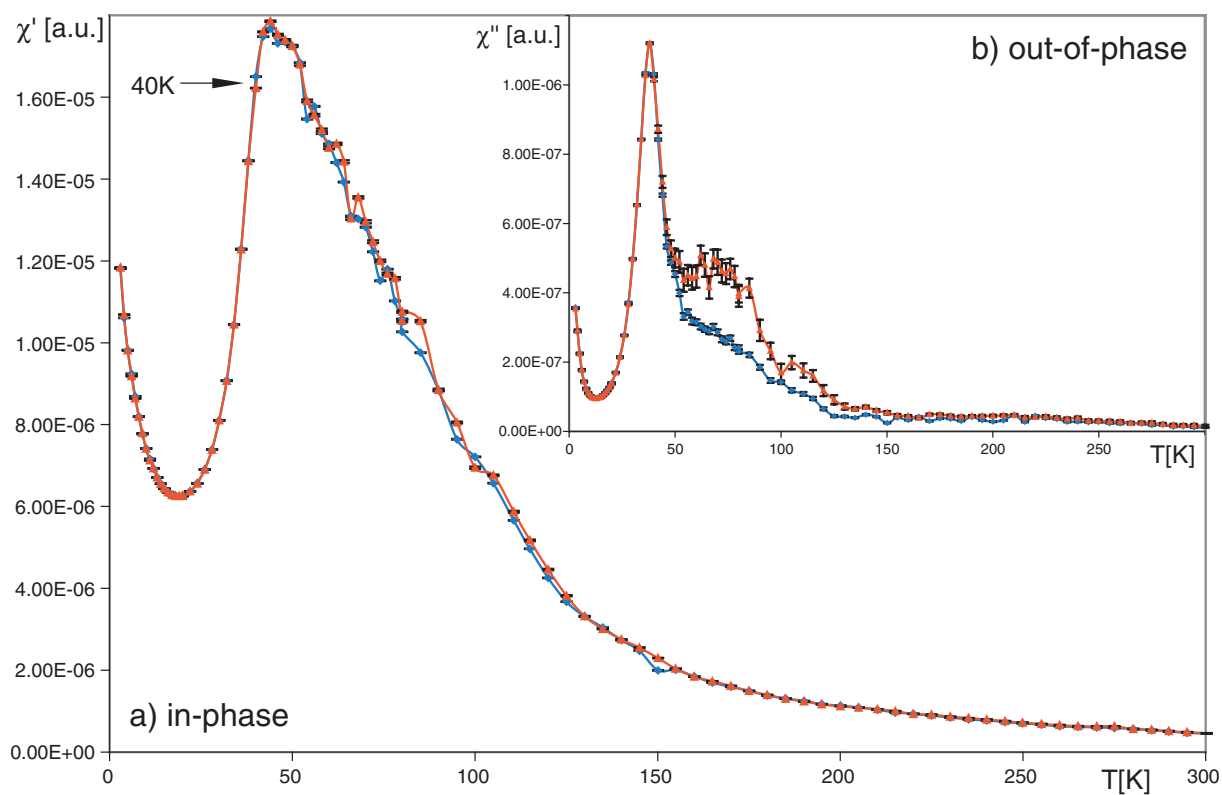 χ' [a.u.]
40K
1.60E-05
1.40E-05
1.20E-05
1.00E-05
8.00E-06
6.00E-06
4.00E-06
2.00E-06
0.00E+00
a) in-phase
0 50 100 150 200 250 300
T[K]
χ'' [a.u.]
b) out-of-phase
1.00E-06
8.00E-07
6.00E-07
4.00E-07
2.00E-07
0.00E+00
0 50 100 150 200 250
T[K]